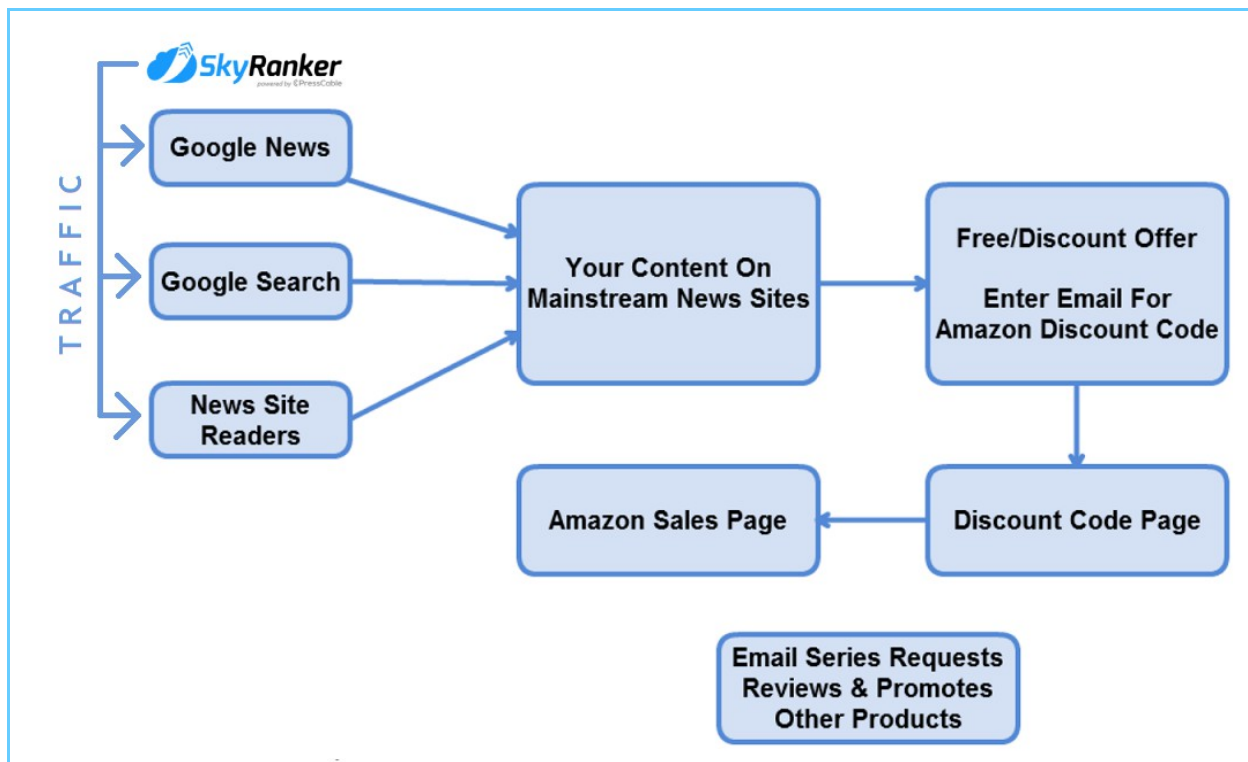 SkyRanker
powered by ©PressCable
TRAFFIC
Google News
Google Search
News Site
Readers
Your Content On
Mainstream News Sites
Free/Discount Offer
Enter Email For
Amazon Discount Code
Amazon Sales Page
Discount Code Page
Email Series Requests
Reviews & Promotes
Other Products